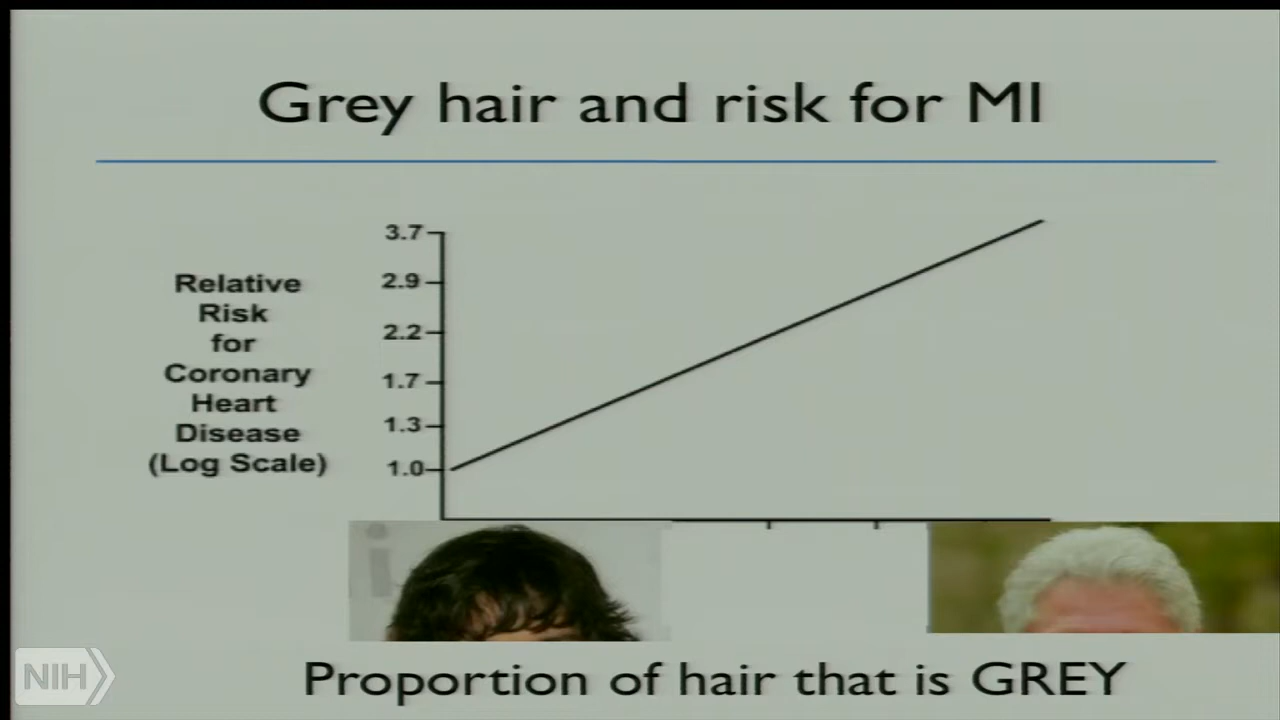 Grey hair and risk for MI
Relative
Risk
for
Coronary
Heart
Disease
(Log Scale)
3.7
2.9
2.2
1.7
1.3
1.0
Proportion of hair that is GREY
NIH